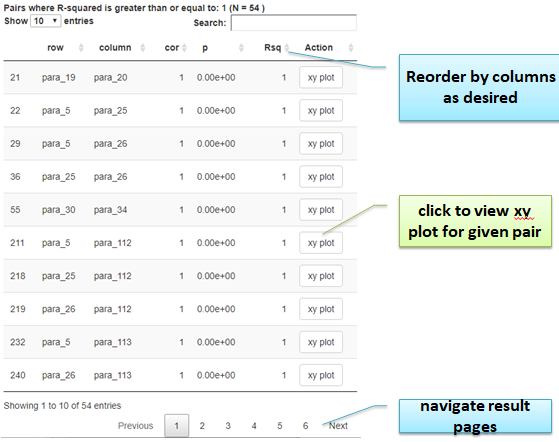 Pairs where R-squared is greater than or equal to: 1 (N = 54 )
Show 10 entries
Search:
row column cor p Rsq Action
21 para_19 para_20 1 0.00e+00 1 xy plot
22 para_5 para_25 1 0.00e+00 1 xy plot
29 para_5 para_26 1 0.00e+00 1 xy plot
36 para_25 para_26 1 0.00e+00 1 xy plot
55 para_30 para_34 1 0.00e+00 1 xy plot
211 para_5 para_112 1 0.00e+00 1 xy plot
218 para_25 para_112 1 0.00e+00 1 xy plot
219 para_26 para_112 1 0.00e+00 1 xy plot
232 para_5 para_113 1 0.00e+00 1 xy plot
240 para_26 para_113 1 0.00e+00 1 xy plot
Showing 1 to 10 of 54 entries
Previous 1 2 3 4 5 6 Next
Reorder by columns
as desired
click to view xy
plot for given pair
navigate result
pages